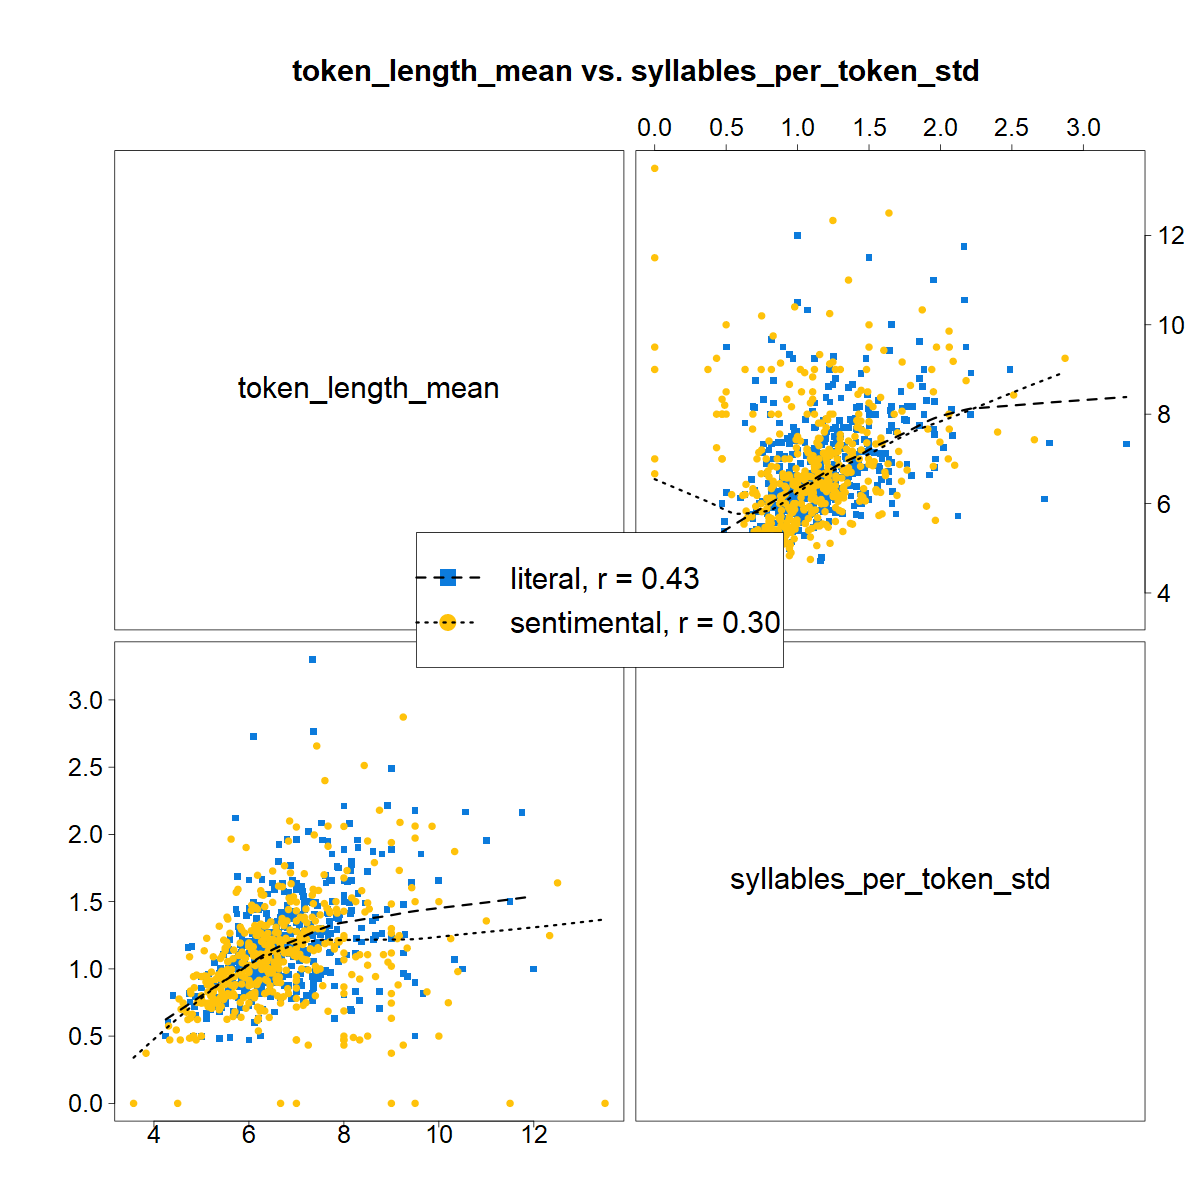 token_length_mean vs. syllables_per_token_std
0.0 0.5 1.0 1.5 2.0 2.5 3.0
token_length_mean
12
10
8
6
4
literal, r = 0.43
sentimental, r = 0.30
3.0
2.5
2.0
1.5
1.0
0.5
0.0
syllables_per_token_std
4 6 8 10 12